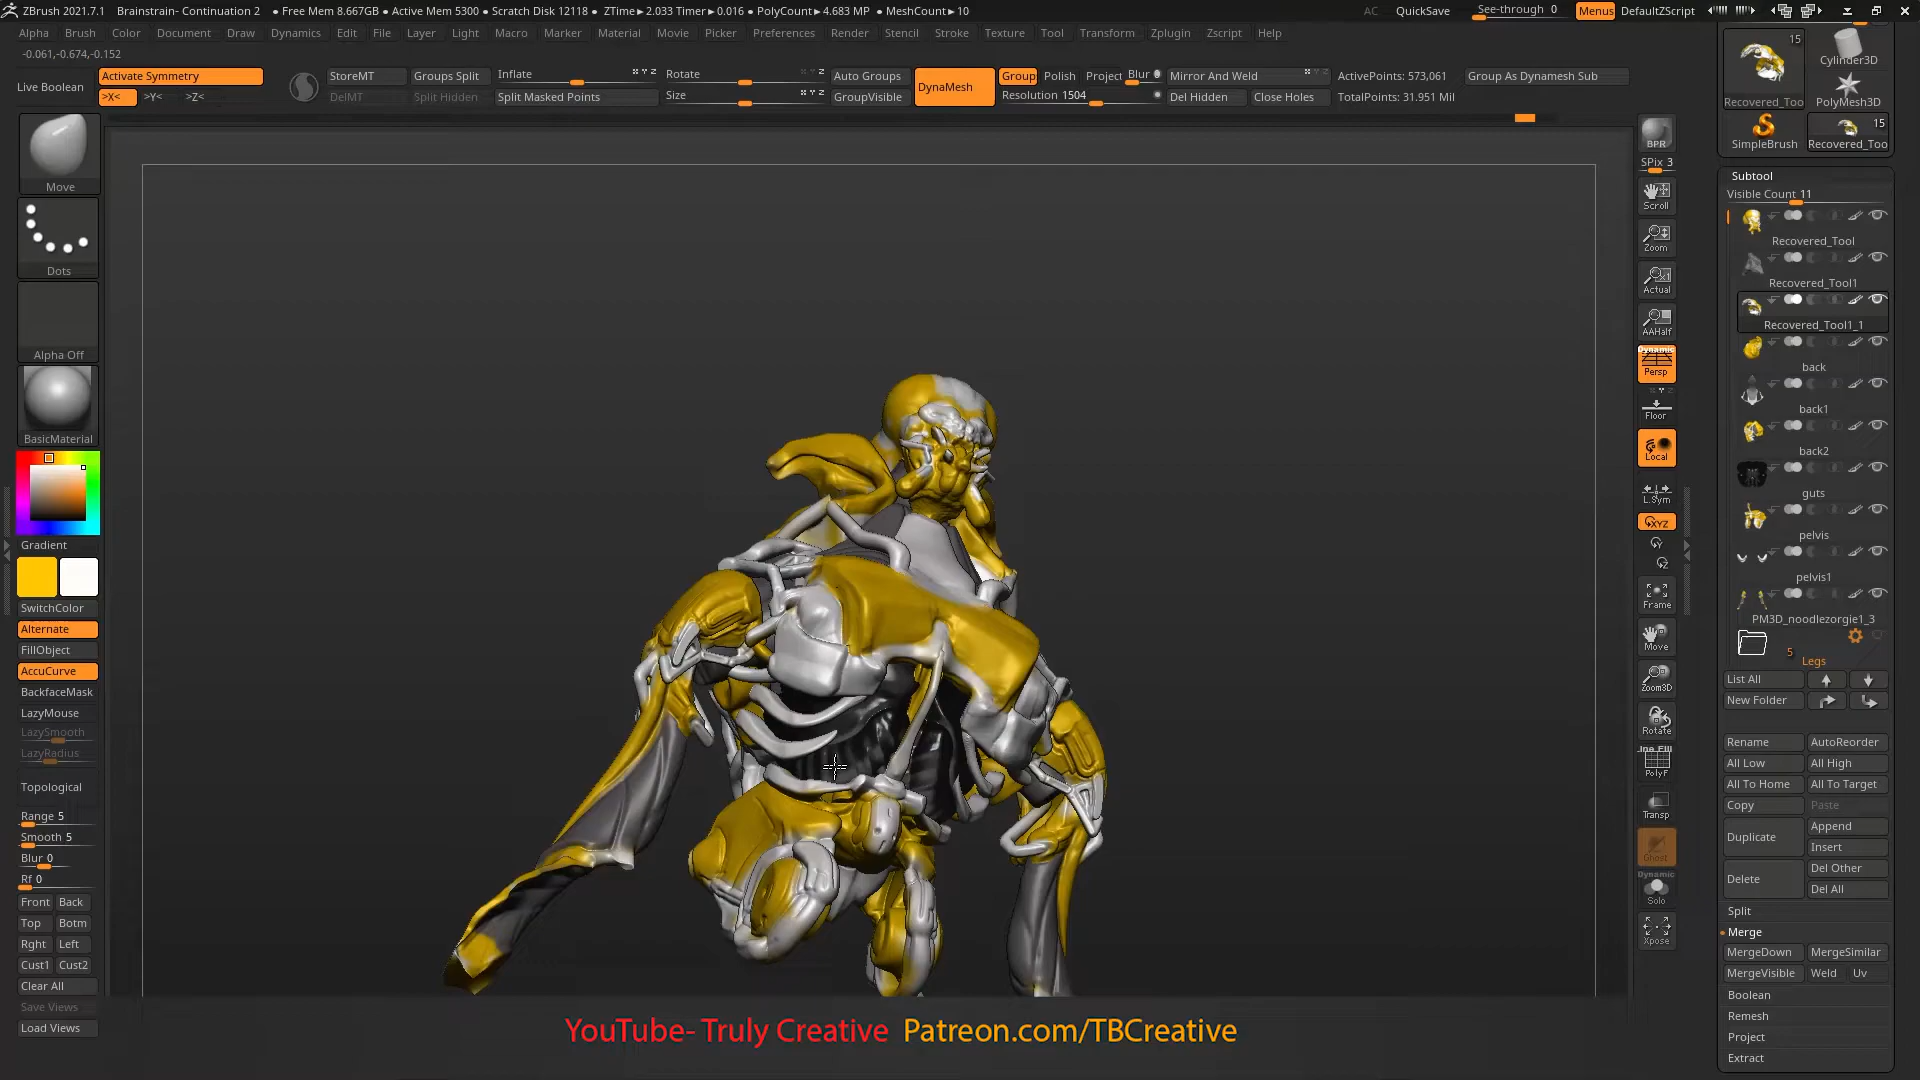 ZBrush 2021.7.1 Brainstrain- Continuation 2 • Free Mem 8.667GB • Active Mem 5300 • Scratch Disk 12118 • ZTime▸2.033 Timer▸0.016 • PolyCount▸4.683 MP • MeshCount▸10 AC QuickSave See-through 0 Menus DefaultZScript
Alpha Brush Color Document Draw Dynamics Edit File Layer Light Macro Marker Material Movie Picker Preferences Render Stencil Stroke Texture Tool Transform Zplugin Zscript Help
-0.061,-0.674,-0.152
Live Boolean
Activate Symmetry
>X< >Y< >Z<
StoreMT
DelMT
Groups Split
Split Hidden
Inflate
Split Masked Points
Rotate
Size
Auto Groups
GroupVisible
DynaMesh
Group Polish Project Blur
Resolution 1504
Mirror And Weld
Del Hidden Close Holes
ActivePoints: 573,061
TotalPoints: 31.951 Mil
Group As Dynamesh Sub
Move
Dots
Alpha Off
BasicMaterial
Gradient
SwitchColor
Alternate
FillObject
AccuCurve
BackfaceMask
LazyMouse
LazySmooth
LazyRadius
Topological
Range 5
Smooth 5
Blur 0
Rf 0
Front Back
Top Botm
Rght Left
Cust1 Cust2
Clear All
Save Views
Load Views
BPR
SPix 3
Scroll
Zoom
Actual
AAHalf
Dynamic
Persp
Floor
Local
L.Sym
XYZ
Y
Z
Frame
Move
Zoom3D
Rotate
Line Fill
PolyF
Transp
Ghost
Dynamic
Solo
Xpose
15
Recovered_Too
Cylinder3D
PolyMesh3D
SimpleBrush
15
Recovered_Too
Subtool
Visible Count 11
Recovered_Tool
Recovered_Tool1
Recovered_Tool1_1
back
back1
back2
guts
pelvis
pelvis1
PM3D_noodlezorgie1_3
5
Legs
List All
New Folder
Rename AutoReorder
All Low All High
All To Home All To Target
Copy Paste
Duplicate Append
Insert
Delete Del Other
Del All
Split
Merge
MergeDown MergeSimilar
MergeVisible Weld Uv
Boolean
Remesh
Project
Extract
YouTube- Truly Creative Patreon.com/TBCreative